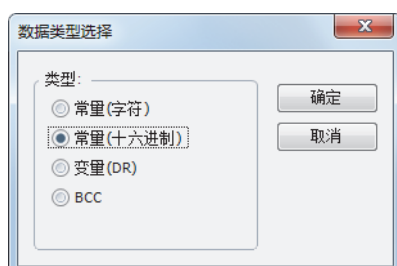 数据类型选择
类型:
常量(字符)
常量(十六进制)
变量(DR)
BCC
确定
取消